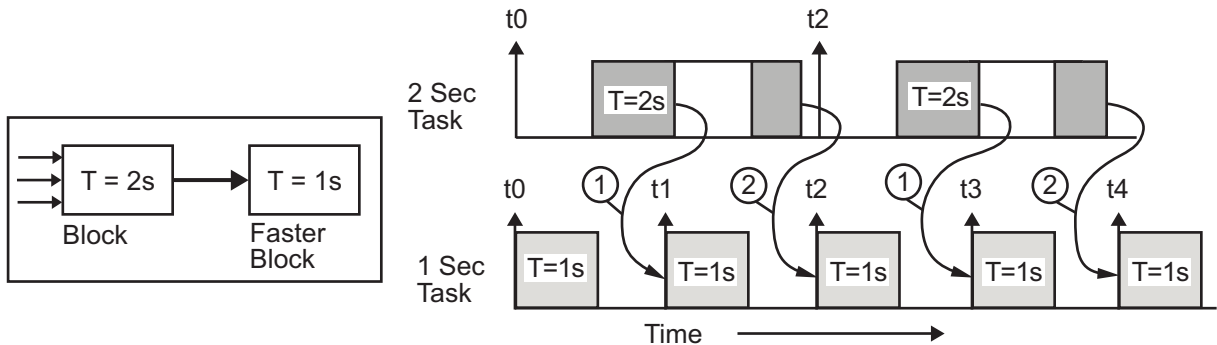 T = 2s
T = 1s
Block
Faster
Block
t0
t2
2 Sec
Task
T=2s
T=2s
1
2
1
2
t0
t1
t2
t3
t4
1 Sec
Task
T=1s
T=1s
T=1s
T=1s
T=1s
Time